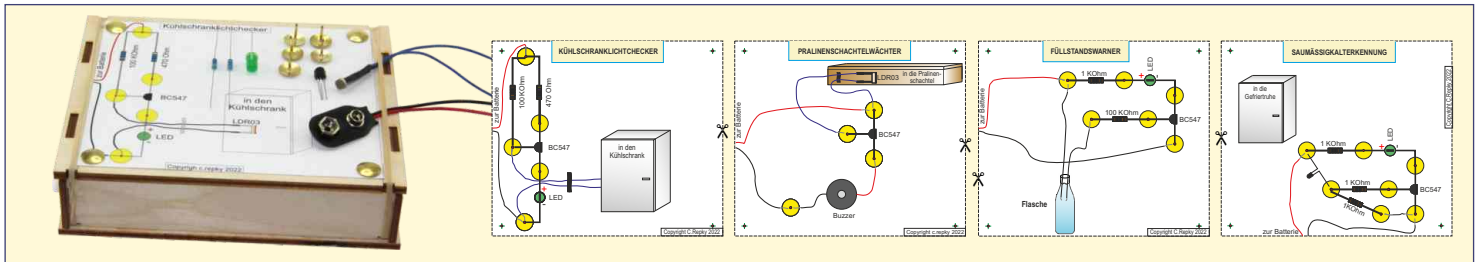 Kühlschranklichtchecker
zur Batterie
100 KOhm
470 Ohm
BC547
in den
Kühlschrank
LDR03
LED
Copyright c.repky 2022
KÜHLSCHRANKLICHTCHECKER
zur Batterie
100 KOhm
470 Ohm
in den
Kühlschrank
BC547
+
LED
-
Copyright C.Repky 2022
PRALINENSCHACHTELWÄCHTER
LDR03
in die Pralinen-
schachtel
zur Batterie
BC547
Buzzer
Copyright c.repky 2022
FÜLLSTANDSWARNER
zur Batterie
1 KOhm
+
LED
-
100 KOhm
BC547
Flasche
Copyright C.Repky 2022
SAUMÄSSIGKALTERKENNUNG
in die
Gefriertruhe
Copyright C.Repky 2022
1 KOhm
+
LED
-
1 KOhm
BC547
1KOhm
zur Batterie